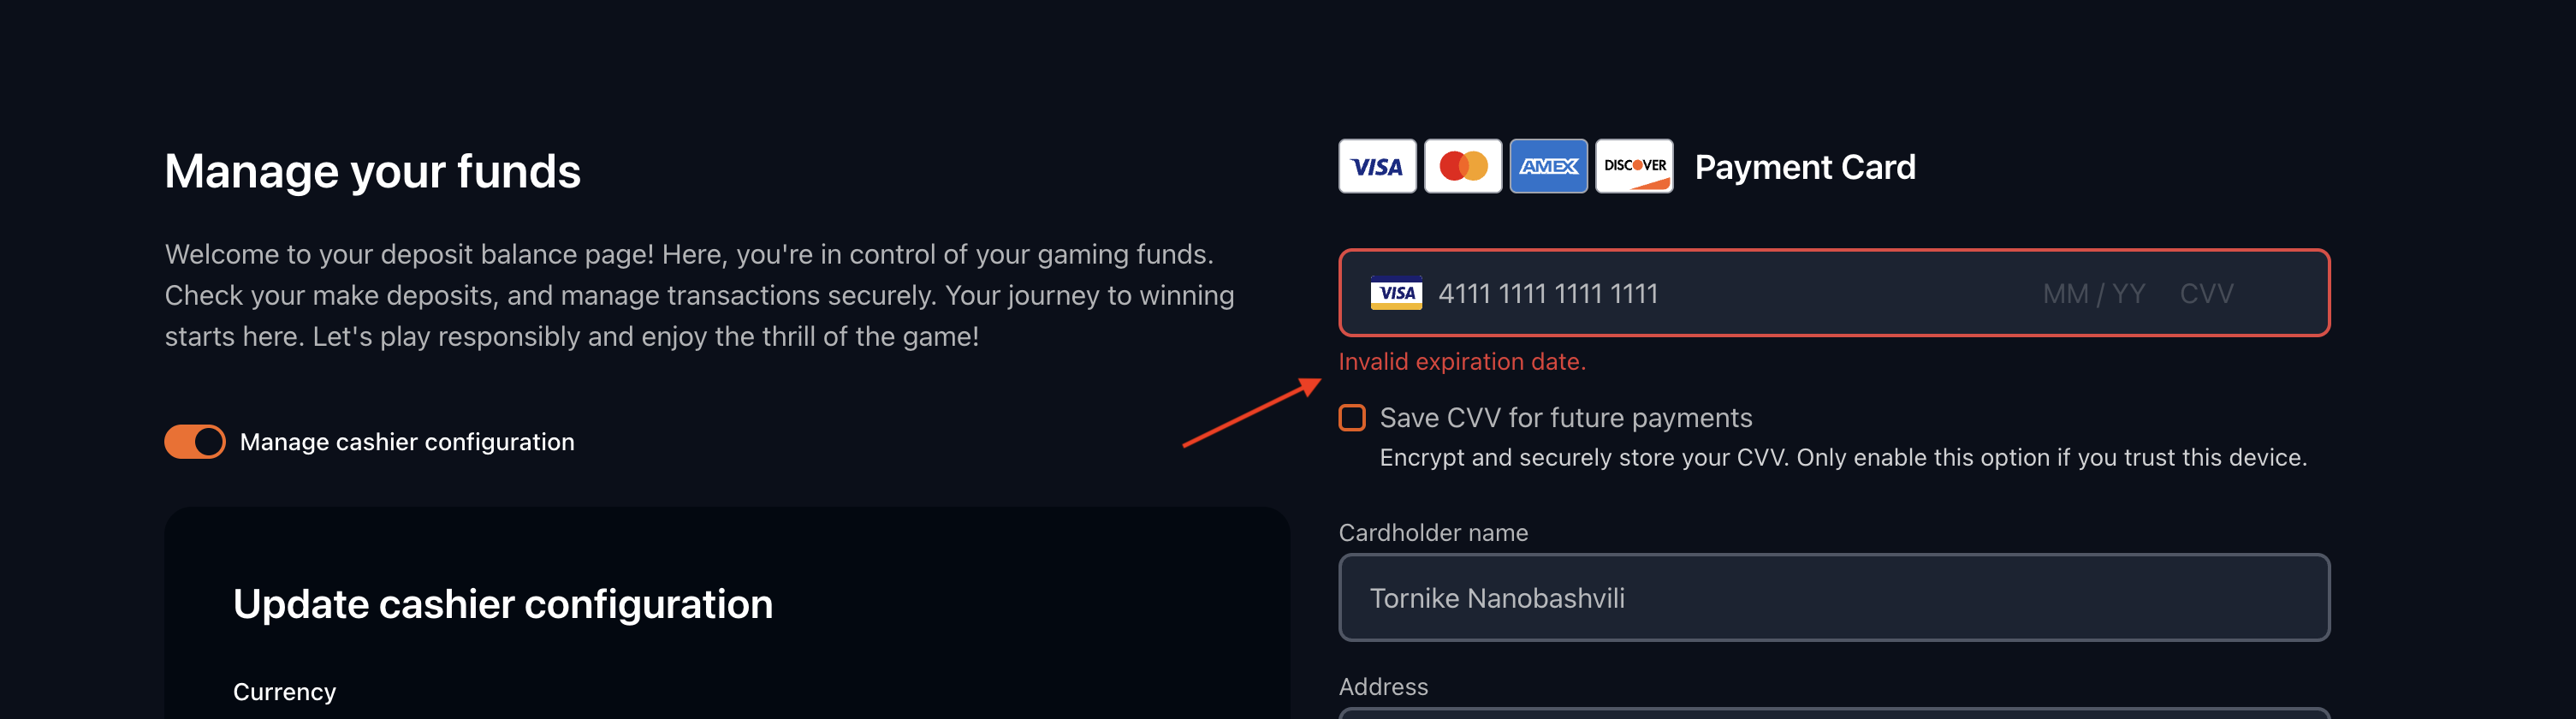 Manage your funds
Welcome to your deposit balance page! Here, you're in control of your gaming funds.
Check your make deposits, and manage transactions securely. Your journey to winning
starts here. Let's play responsibly and enjoy the thrill of the game!
Manage cashier configuration
Update cashier configuration
Currency
VISA AMEX DISCOVER Payment Card
VISA 4111 1111 1111 1111 MM / YY CVV
Invalid expiration date.
Save CVV for future payments
Encrypt and securely store your CVV. Only enable this option if you trust this device.
Cardholder name
Tornike Nanobashvili
Address